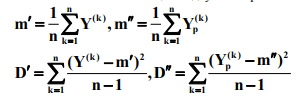 m′ = 1/n ∑_{k=1}^{n} Y^{(k)}, m″ = 1/n ∑_{k=1}^{n} Y_p^{(k)}
D′ = ∑_{k=1}^{n} (Y^{(k)} − m′)² / n − 1, D″ = ∑_{k=1}^{n} (Y_p^{(k)} − m″)² / n − 1